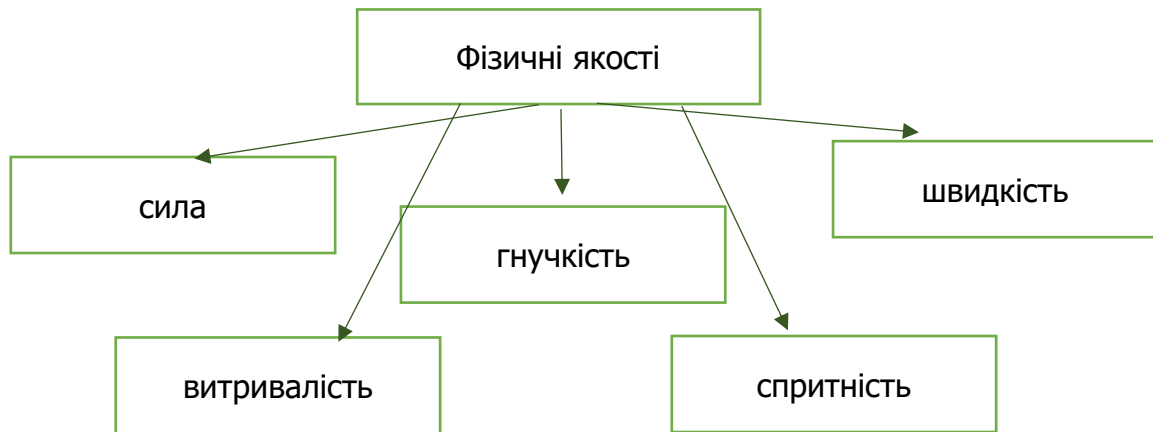 Фізичні якості
сила
швидкість
гнучкість
витривалість
спритність